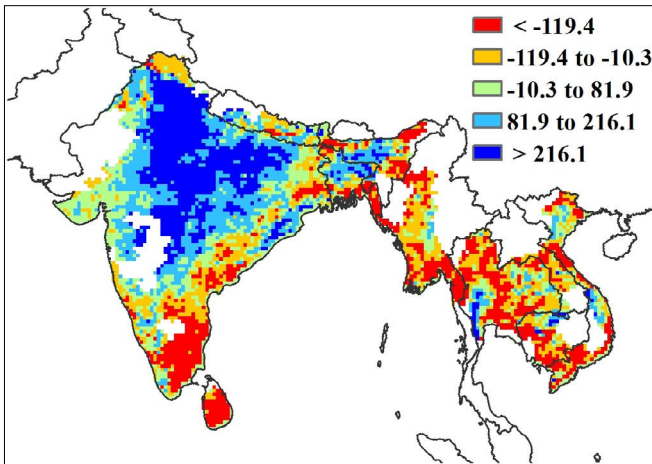 < -119.4
-119.4 to -10.3
-10.3 to 81.9
81.9 to 216.1
> 216.1